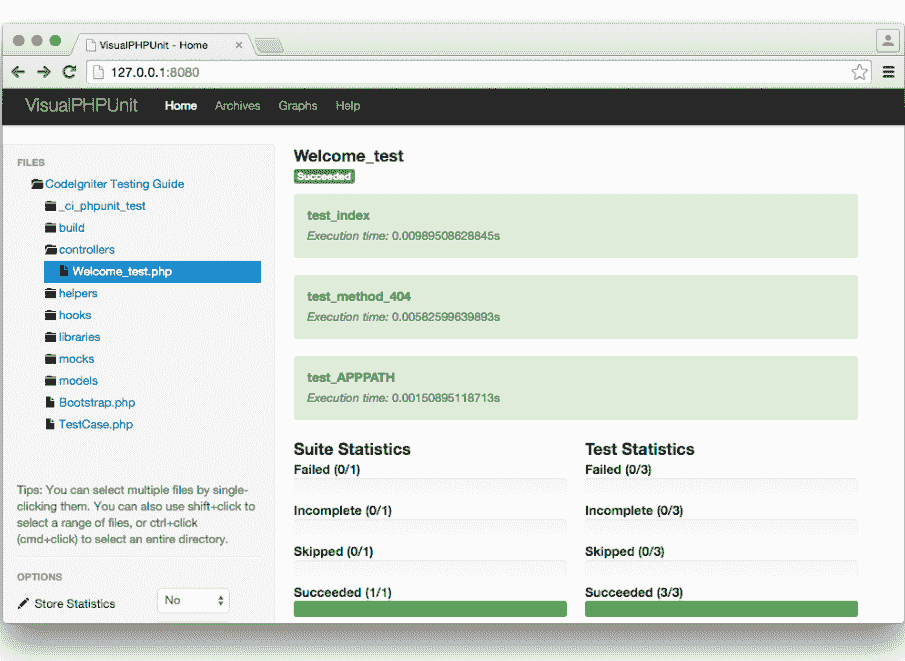 VisualPHPUnit - Home
127.0.0.1:8080
VisualPHPUnit Home Archives Graphs Help
FILES
CodeIgniter Testing Guide
_ci_phpunit_test
build
controllers
Welcome_test.php
helpers
hooks
libraries
mocks
models
Bootstrap.php
TestCase.php
Tips: You can select multiple files by single-
clicking them. You can also use shift+click to
select a range of files, or ctrl+click
(cmd+click) to select an entire directory.
OPTIONS
Store Statistics No
Welcome_test
Succeeded
test_index
Execution time: 0.00989508628845s
test_method_404
Execution time: 0.00582599639893s
test_APPPATH
Execution time: 0.00150895118713s
Suite Statistics
Failed (0/1)
Incomplete (0/1)
Skipped (0/1)
Succeeded (1/1)
Test Statistics
Failed (0/3)
Incomplete (0/3)
Skipped (0/3)
Succeeded (3/3)